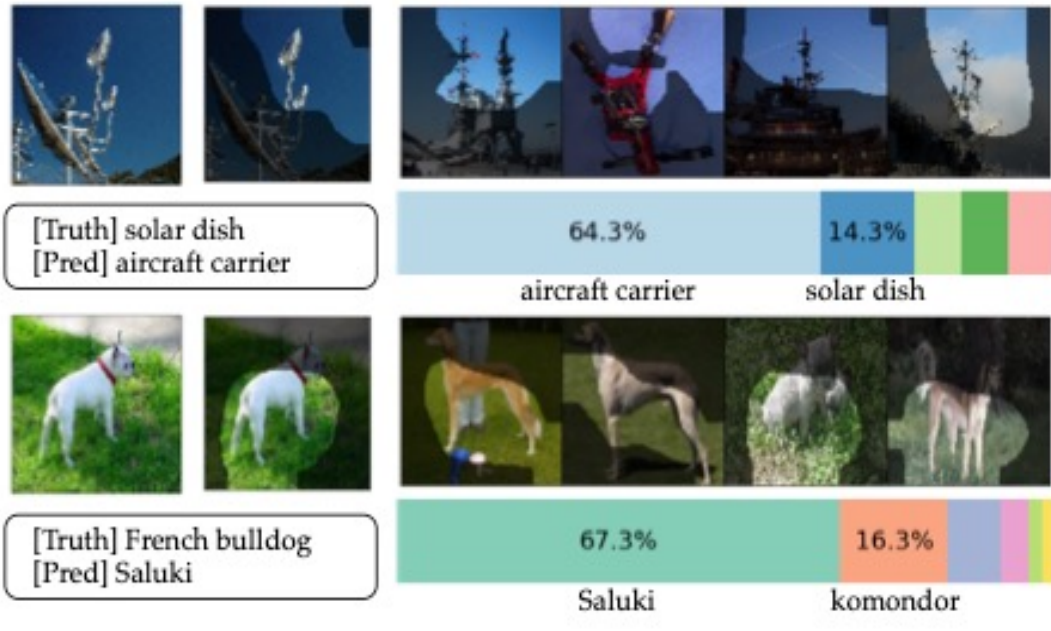 [Truth] solar dish
[Pred] aircraft carrier
64.3%
14.3%
aircraft carrier
solar dish
[Truth] French bulldog
[Pred] Saluki
67.3%
16.3%
Saluki
komondor